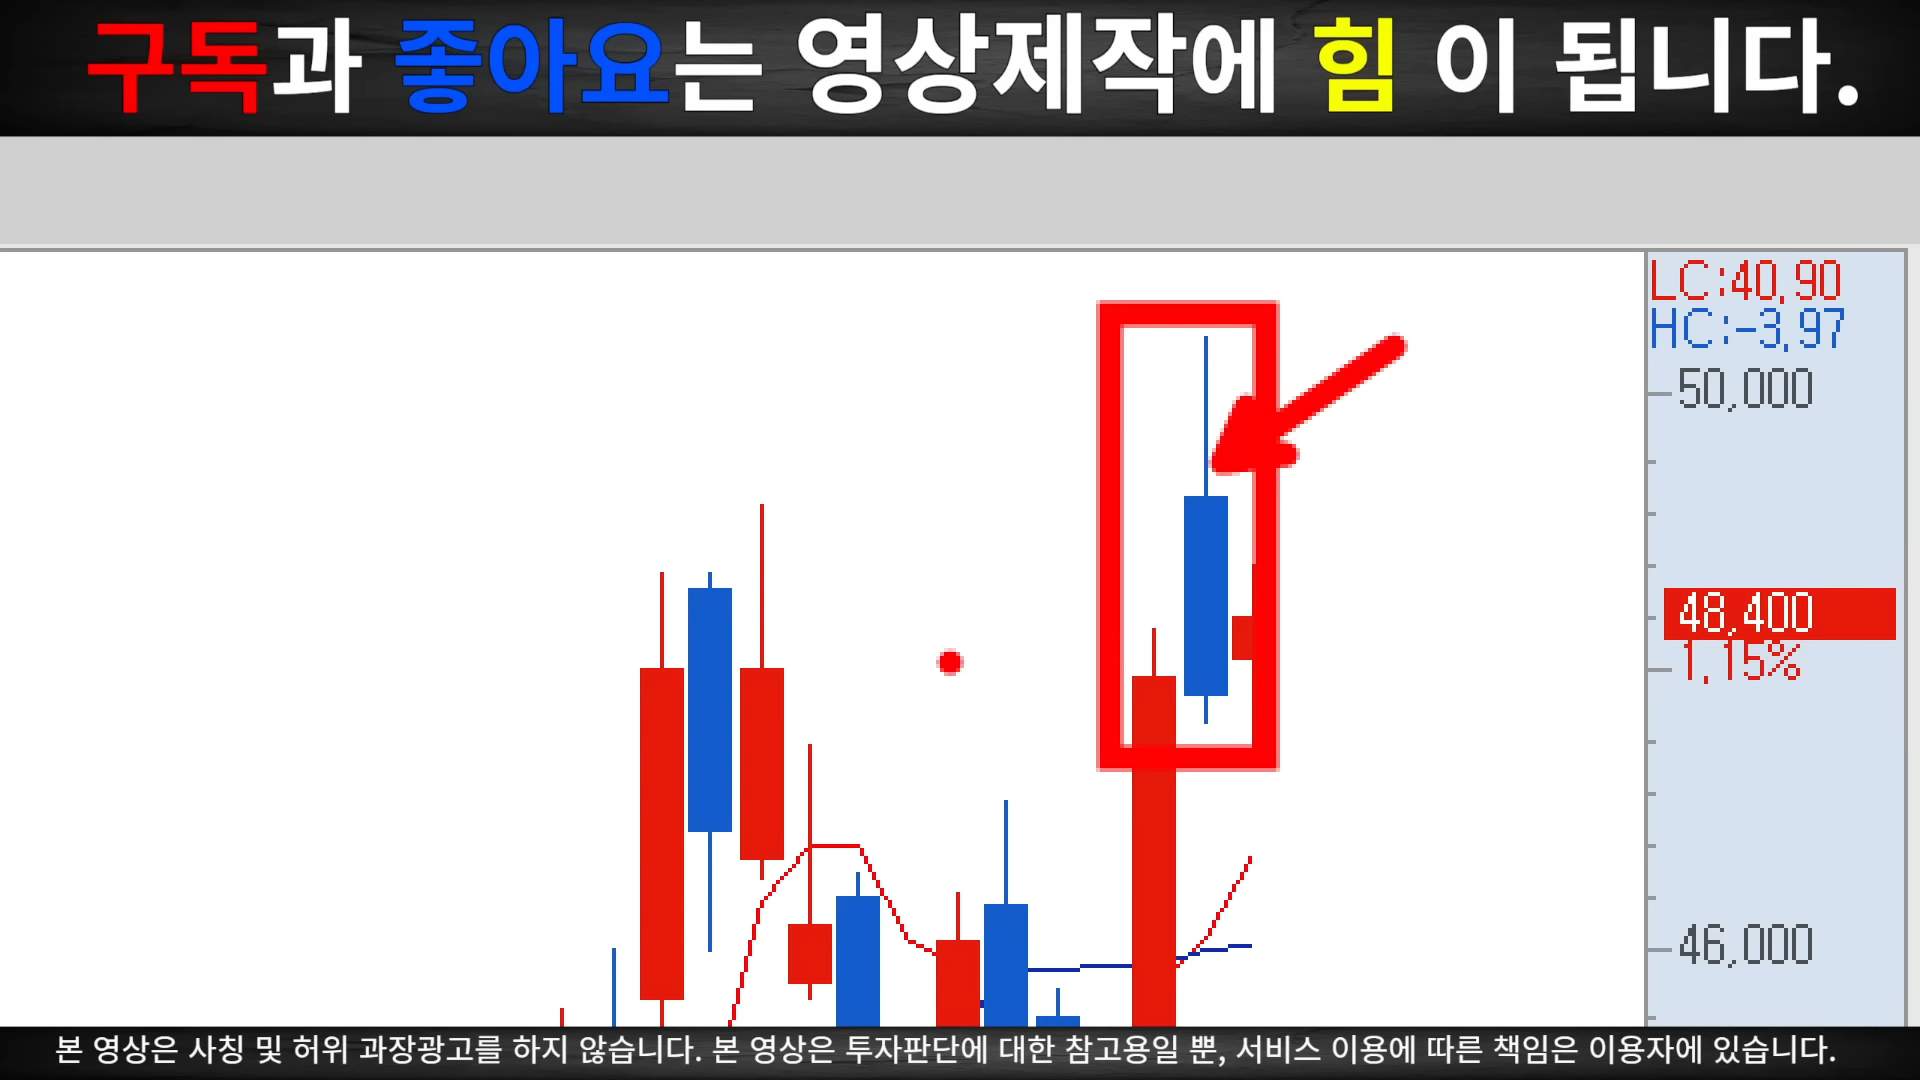 구독과 좋아요는 영상제작에 힘 이 됩니다.
LC:40.90
HC:-3.97
50,000
48,400
1.15%
46,000
본 영상은 사칭 및 허위 과장광고를 하지 않습니다. 본 영상은 투자판단에 대한 참고용일 뿐, 서비스 이용에 따른 책임은 이용자에 있습니다.